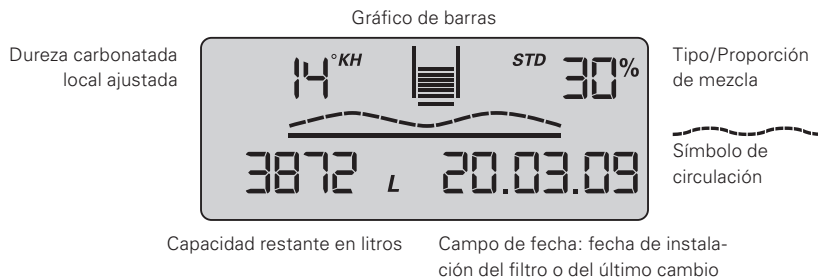 Gráfico de barras
Dureza carbonatada
local ajustada
14 °KH
STD 30%
Tipo/Proporción
de mezcla
3872 L 20.03.09
Símbolo de
circulación
Capacidad restante en litros
Campo de fecha: fecha de instala-
ción del filtro o del último cambio